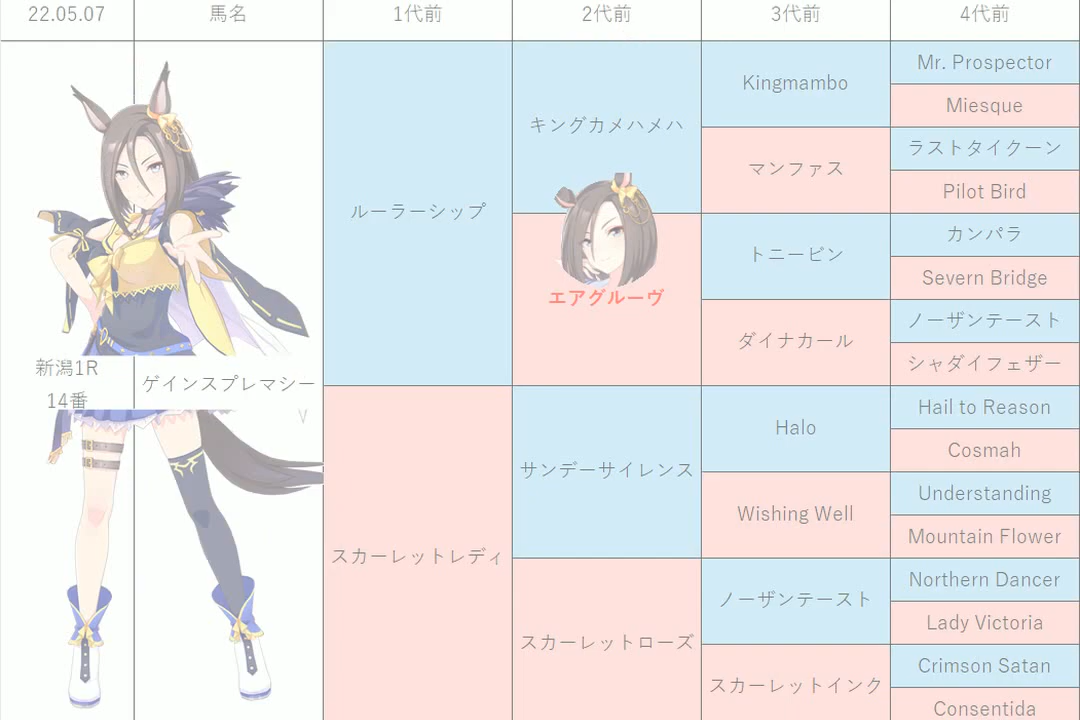 22.05.07
馬名
1代前
2代前
3代前
4代前
新潟1R
14番
ゲインスプレマシー
ルーラーシップ
スカーレットレディ
キングカメハメハ
エアグルーヴ
サンデーサイレンス
スカーレットローズ
Kingmambo
マンファス
トニービン
ダイナカール
Halo
Wishing Well
ノーザンテースト
スカーレットインク
Mr. Prospector
Miesque
ラストタイクーン
Pilot Bird
カンパラ
Severn Bridge
ノーザンテースト
シャダイフェザー
Hail to Reason
Cosmah
Understanding
Mountain Flower
Northern Dancer
Lady Victoria
Crimson Satan
Consentida